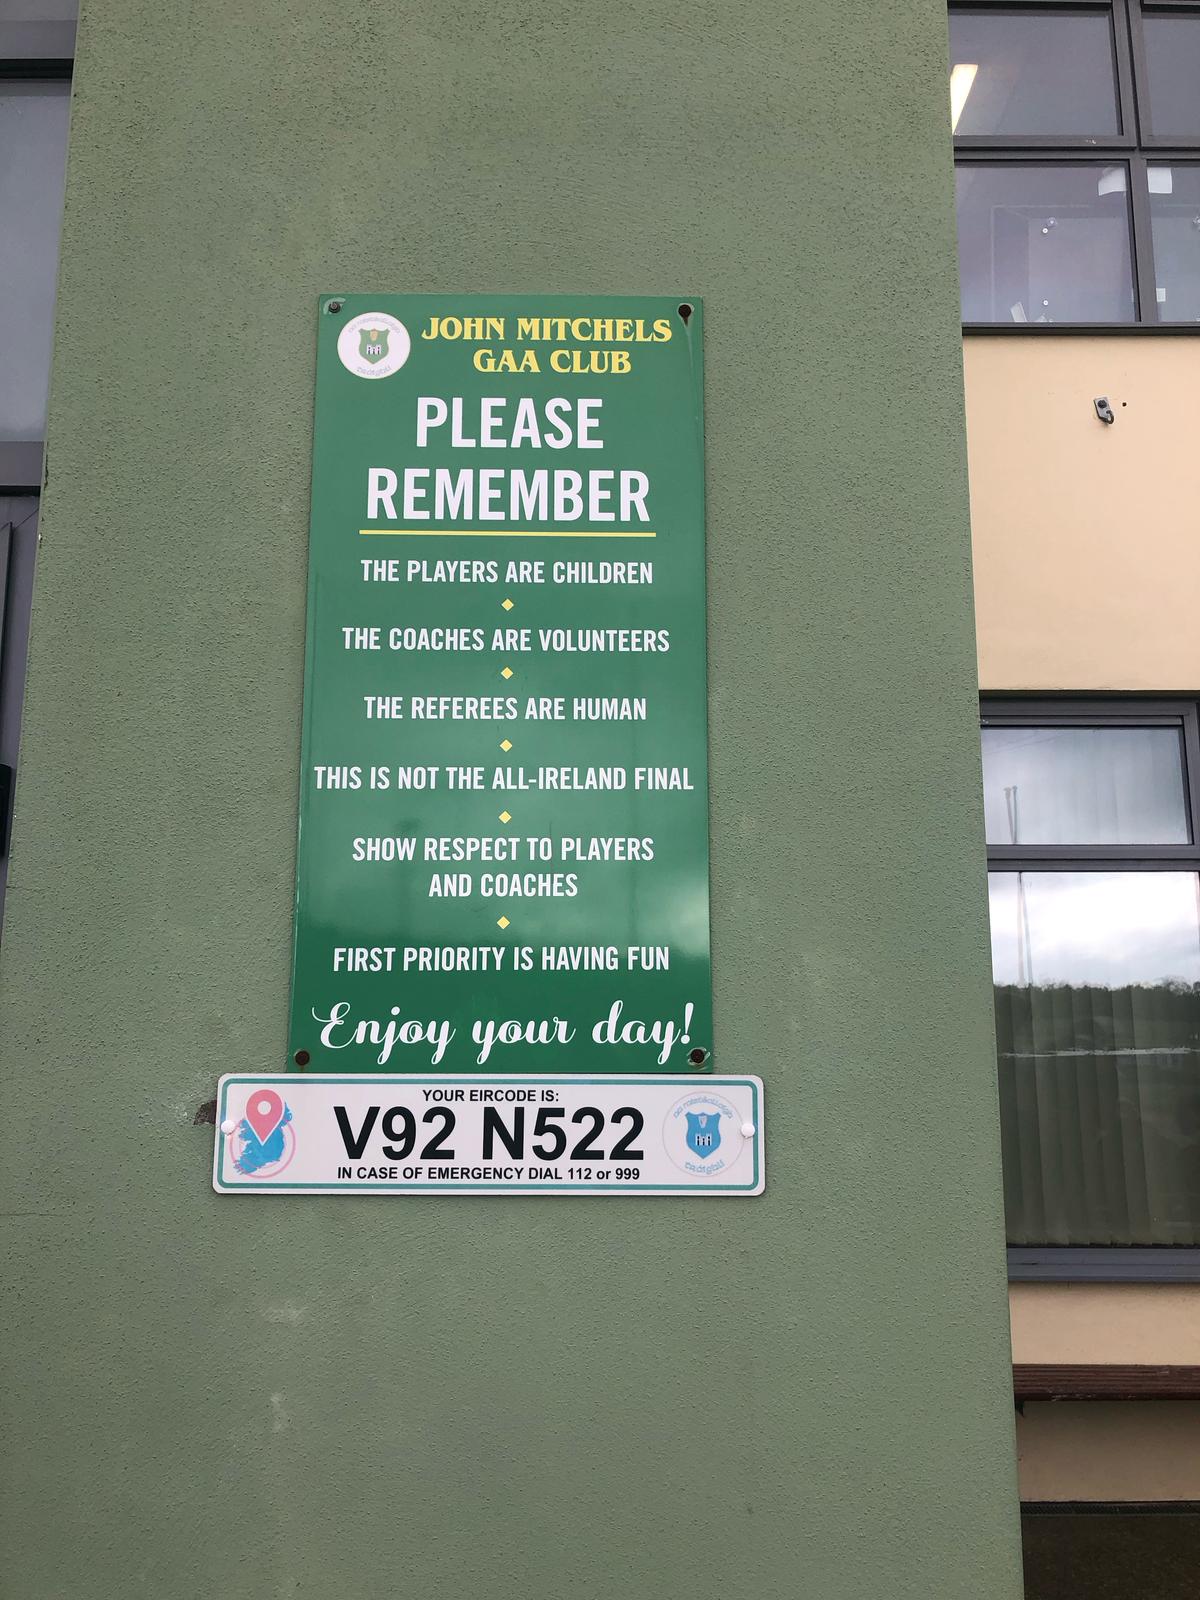 JOHN MITCHELS
GAA CLUB
PLEASE
REMEMBER
THE PLAYERS ARE CHILDREN
THE COACHES ARE VOLUNTEERS
THE REFEREES ARE HUMAN
THIS IS NOT THE ALL-IRELAND FINAL
SHOW RESPECT TO PLAYERS
AND COACHES
FIRST PRIORITY IS HAVING FUN
Enjoy your day!
YOUR EIRCODE IS:
V92 N522
IN CASE OF EMERGENCY DIAL 112 or 999